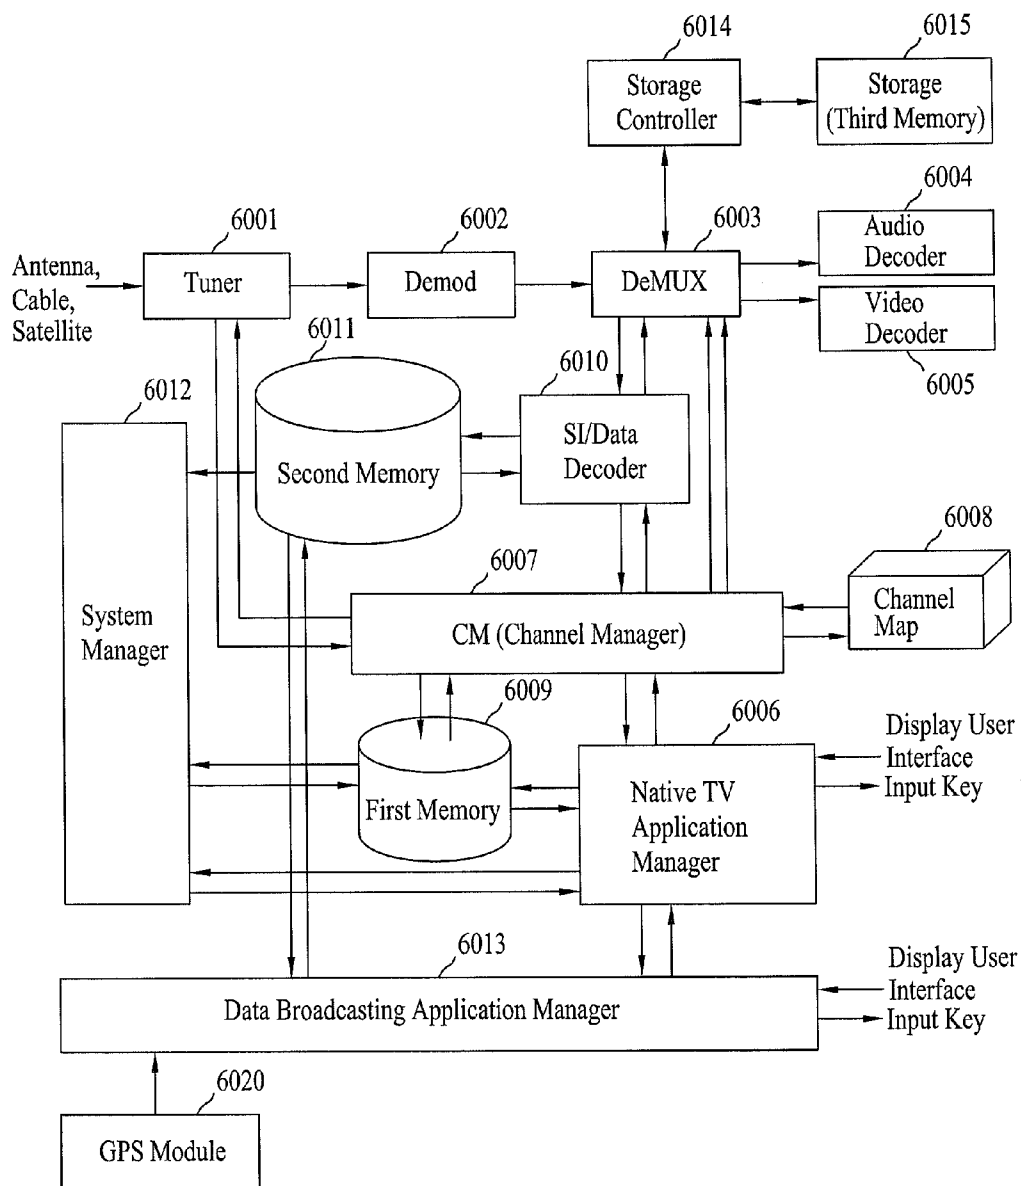 6014
6015
Storage
Controller
Storage
(Third Memory)
6001
6002
6003
6004
Antenna,
Cable,
Satellite
Tuner
Demod
DeMUX
Audio
Decoder
Video
Decoder
6005
6011
6010
6012
Second Memory
SI/Data
Decoder
6008
6007
Channel
Map
System
Manager
CM (Channel Manager)
6009
6006
First Memory
Native TV
Application
Manager
Display User
Interface
Input Key
6013
Data Broadcasting Application Manager
Display User
Interface
Input Key
6020
GPS Module